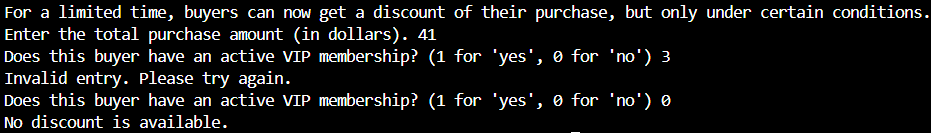 For a limited time, buyers can now get a discount of their purchase, but only under certain conditions.
Enter the total purchase amount (in dollars). 41
Does this buyer have an active VIP membership? (1 for 'yes', 0 for 'no') 3
Invalid entry. Please try again.
Does this buyer have an active VIP membership? (1 for 'yes', 0 for 'no') 0
No discount is available.